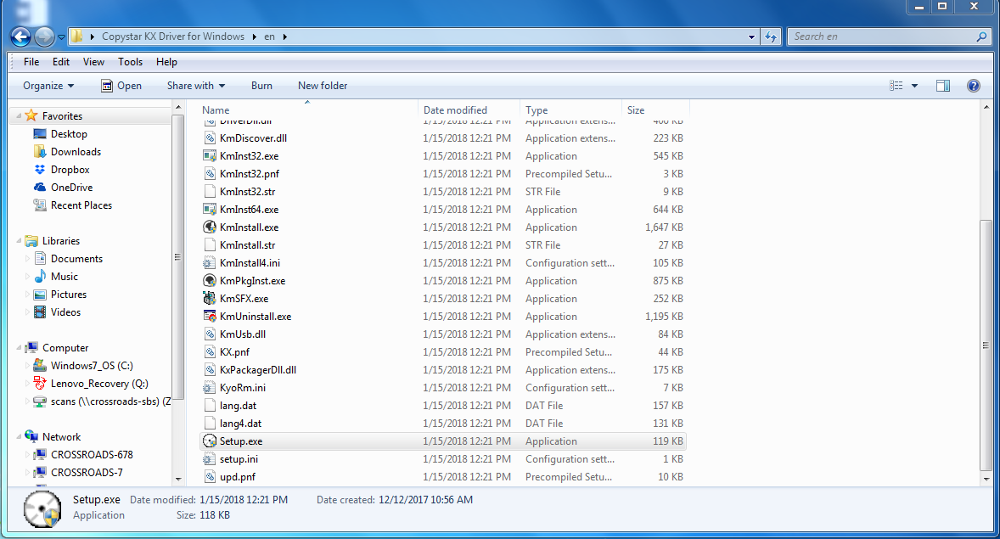 Copystar KX Driver for Windows en Search en
File Edit View Tools Help
Organize Open Share with Burn New folder
Favorites
Desktop
Downloads
Dropbox
OneDrive
Recent Places
Libraries
Documents
Music
Pictures
Videos
Computer
Windows7_OS (C:)
Lenovo_Recovery (Q:)
scans (\\crossroads-sbs) (Z
Network
CROSSROADS-678
CROSSROADS-7
Name Date modified Type Size
DriverDll.dll 1/15/2018 12:21 PM Application extens... 406 KB
KmDiscover.dll 1/15/2018 12:21 PM Application extens... 223 KB
KmInst32.exe 1/15/2018 12:21 PM Application 545 KB
KmInst32.pnf 1/15/2018 12:21 PM Precompiled Setu... 3 KB
KmInst32.str 1/15/2018 12:21 PM STR File 9 KB
KmInst64.exe 1/15/2018 12:21 PM Application 644 KB
KmInstall.exe 1/15/2018 12:21 PM Application 1,647 KB
KmInstall.str 1/15/2018 12:21 PM STR File 27 KB
KmInstall4.ini 1/15/2018 12:21 PM Configuration sett... 105 KB
KmPkgInst.exe 1/15/2018 12:21 PM Application 875 KB
KmSFX.exe 1/15/2018 12:21 PM Application 252 KB
KmUninstall.exe 1/15/2018 12:21 PM Application 1,195 KB
KmUsb.dll 1/15/2018 12:21 PM Application extens... 84 KB
KX.pnf 1/15/2018 12:21 PM Precompiled Setu... 44 KB
KxPackagerDll.dll 1/15/2018 12:21 PM Application extens... 175 KB
KyoRm.ini 1/15/2018 12:21 PM Configuration sett... 7 KB
lang.dat 1/15/2018 12:21 PM DAT File 157 KB
lang4.dat 1/15/2018 12:21 PM DAT File 131 KB
Setup.exe 1/15/2018 12:21 PM Application 119 KB
setup.ini 1/15/2018 12:21 PM Configuration sett... 1 KB
upd.pnf 1/15/2018 12:21 PM Precompiled Setu... 10 KB
Setup.exe Date modified: 1/15/2018 12:21 PM Date created: 12/12/2017 10:56 AM
Application Size: 118 KB